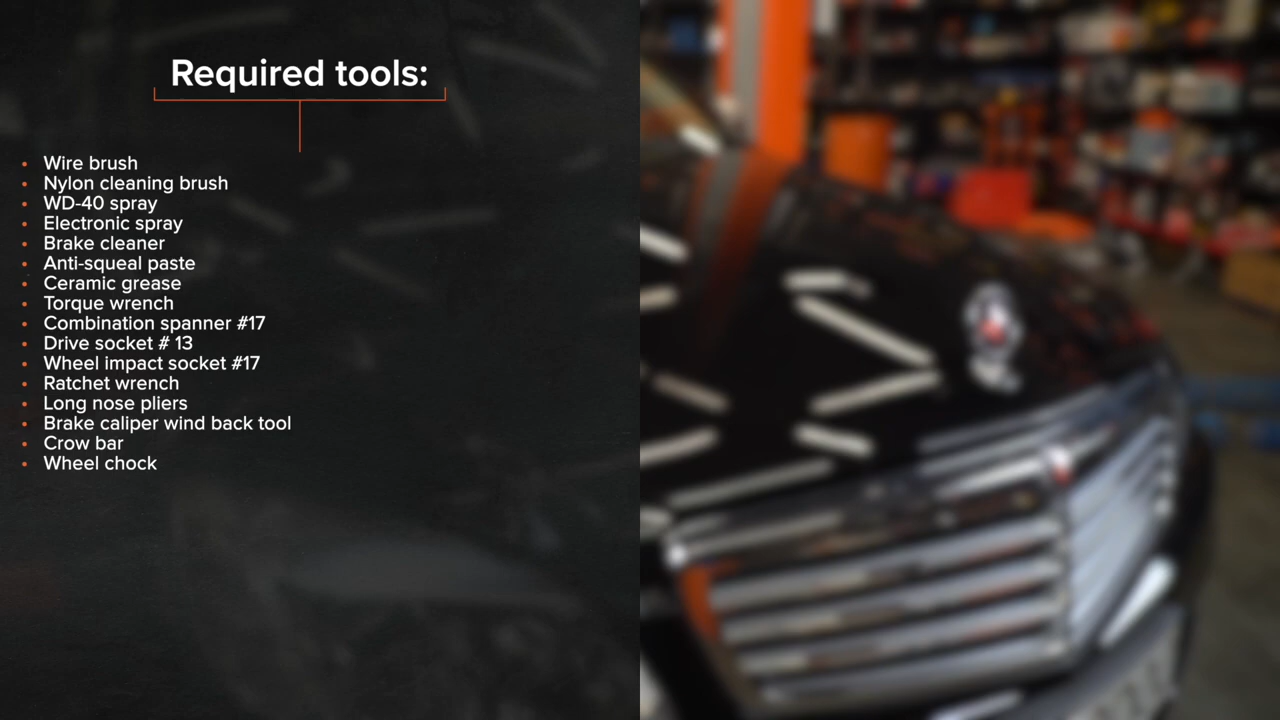 Required tools:
• Wire brush
• Nylon cleaning brush
• WD-40 spray
• Electronic spray
• Brake cleaner
• Anti-squeal paste
• Ceramic grease
• Torque wrench
• Combination spanner #17
• Drive socket # 13
• Wheel impact socket #17
• Ratchet wrench
• Long nose pliers
• Brake caliper wind back tool
• Crow bar
• Wheel chock